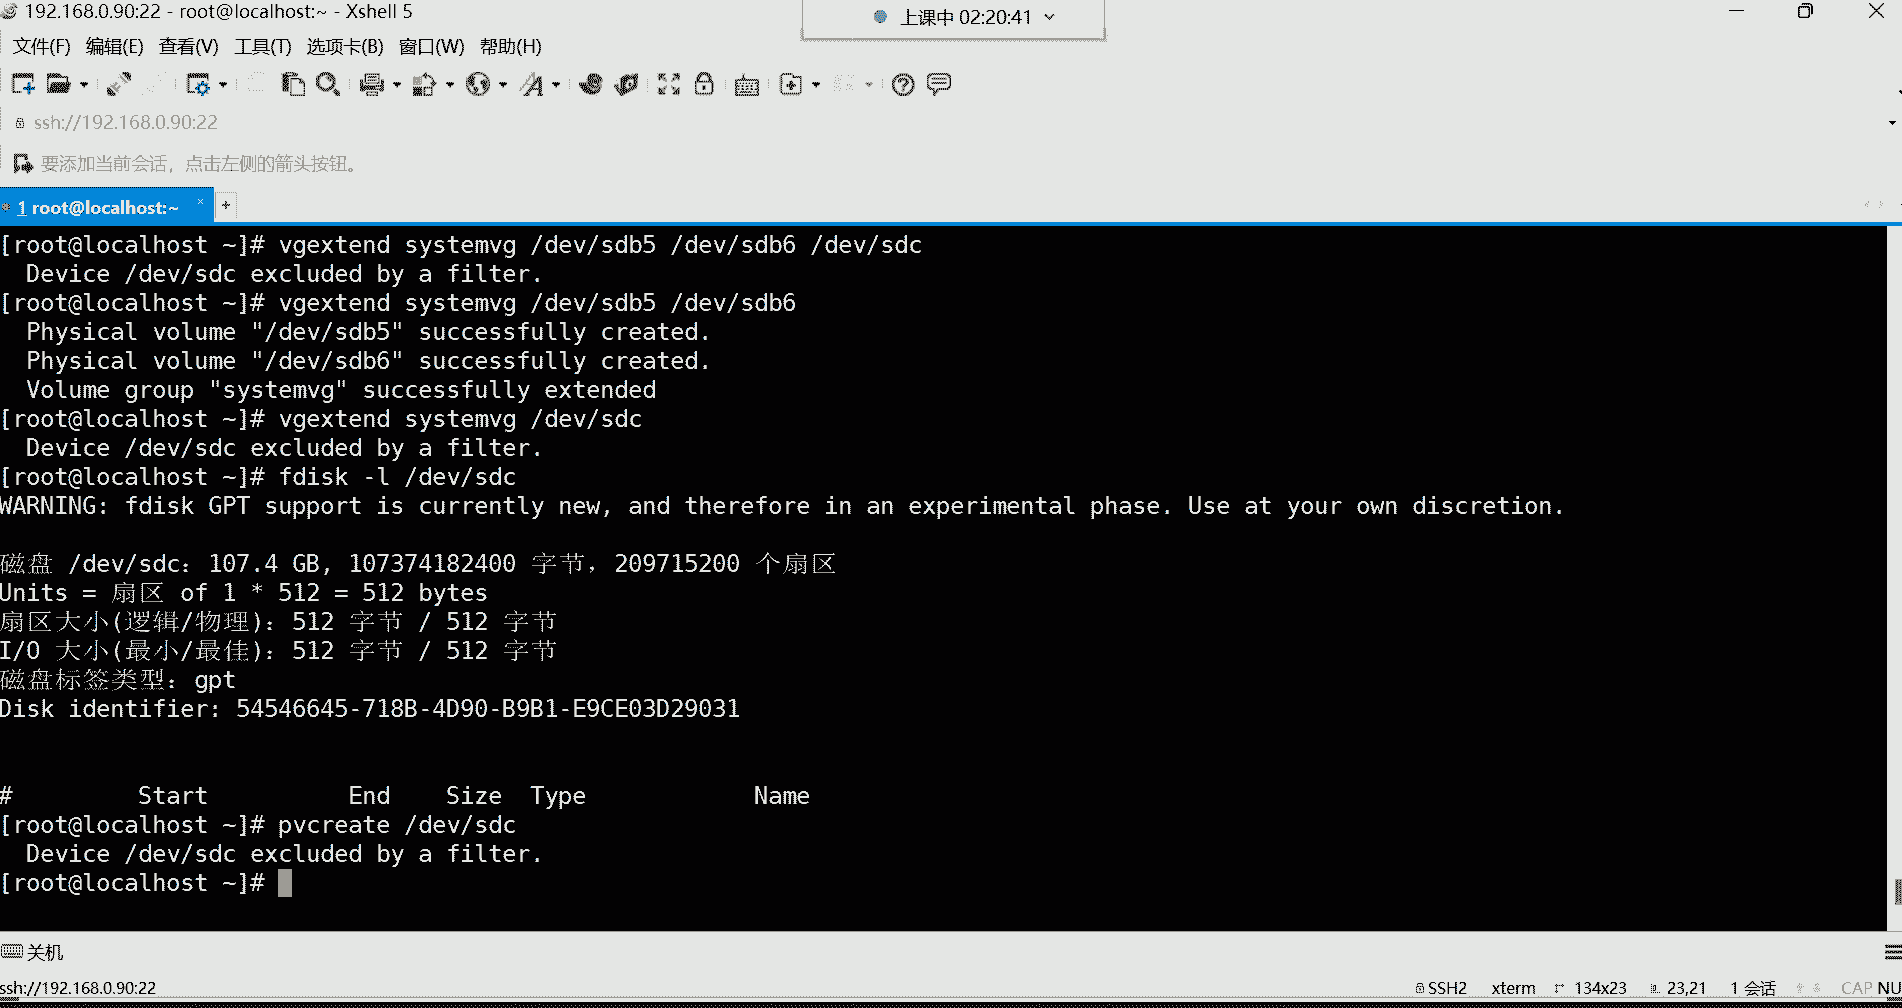 192.168.0.90:22 - root@localhost:~ - Xshell 5
上课中 02:20:41
文件(F) 编辑(E) 查看(V) 工具(T) 选项卡(B) 窗口(W) 帮助(H)
ssh://192.168.0.90:22
要添加当前会话，点击左侧的箭头按钮。
1 root@localhost:~ × +
[root@localhost ~]# vgextend systemvg /dev/sdb5 /dev/sdb6 /dev/sdc
  Device /dev/sdc excluded by a filter.
[root@localhost ~]# vgextend systemvg /dev/sdb5 /dev/sdb6
  Physical volume "/dev/sdb5" successfully created.
  Physical volume "/dev/sdb6" successfully created.
  Volume group "systemvg" successfully extended
[root@localhost ~]# vgextend systemvg /dev/sdc
  Device /dev/sdc excluded by a filter.
[root@localhost ~]# fdisk -l /dev/sdc
WARNING: fdisk GPT support is currently new, and therefore in an experimental phase. Use at your own discretion.
磁盘 /dev/sdc：107.4 GB, 107374182400 字节，209715200 个扇区
Units = 扇区 of 1 * 512 = 512 bytes
扇区大小(逻辑/物理)：512 字节 / 512 字节
I/O 大小(最小/最佳)：512 字节 / 512 字节
磁盘标签类型：gpt
Disk identifier: 54546645-718B-4D90-B9B1-E9CE03D29031
#         Start          End    Size  Type            Name
[root@localhost ~]# pvcreate /dev/sdc
  Device /dev/sdc excluded by a filter.
[root@localhost ~]#
关机
ssh://192.168.0.90:22 SSH2 xterm 134x23 23,21 1 会话 CAP NU